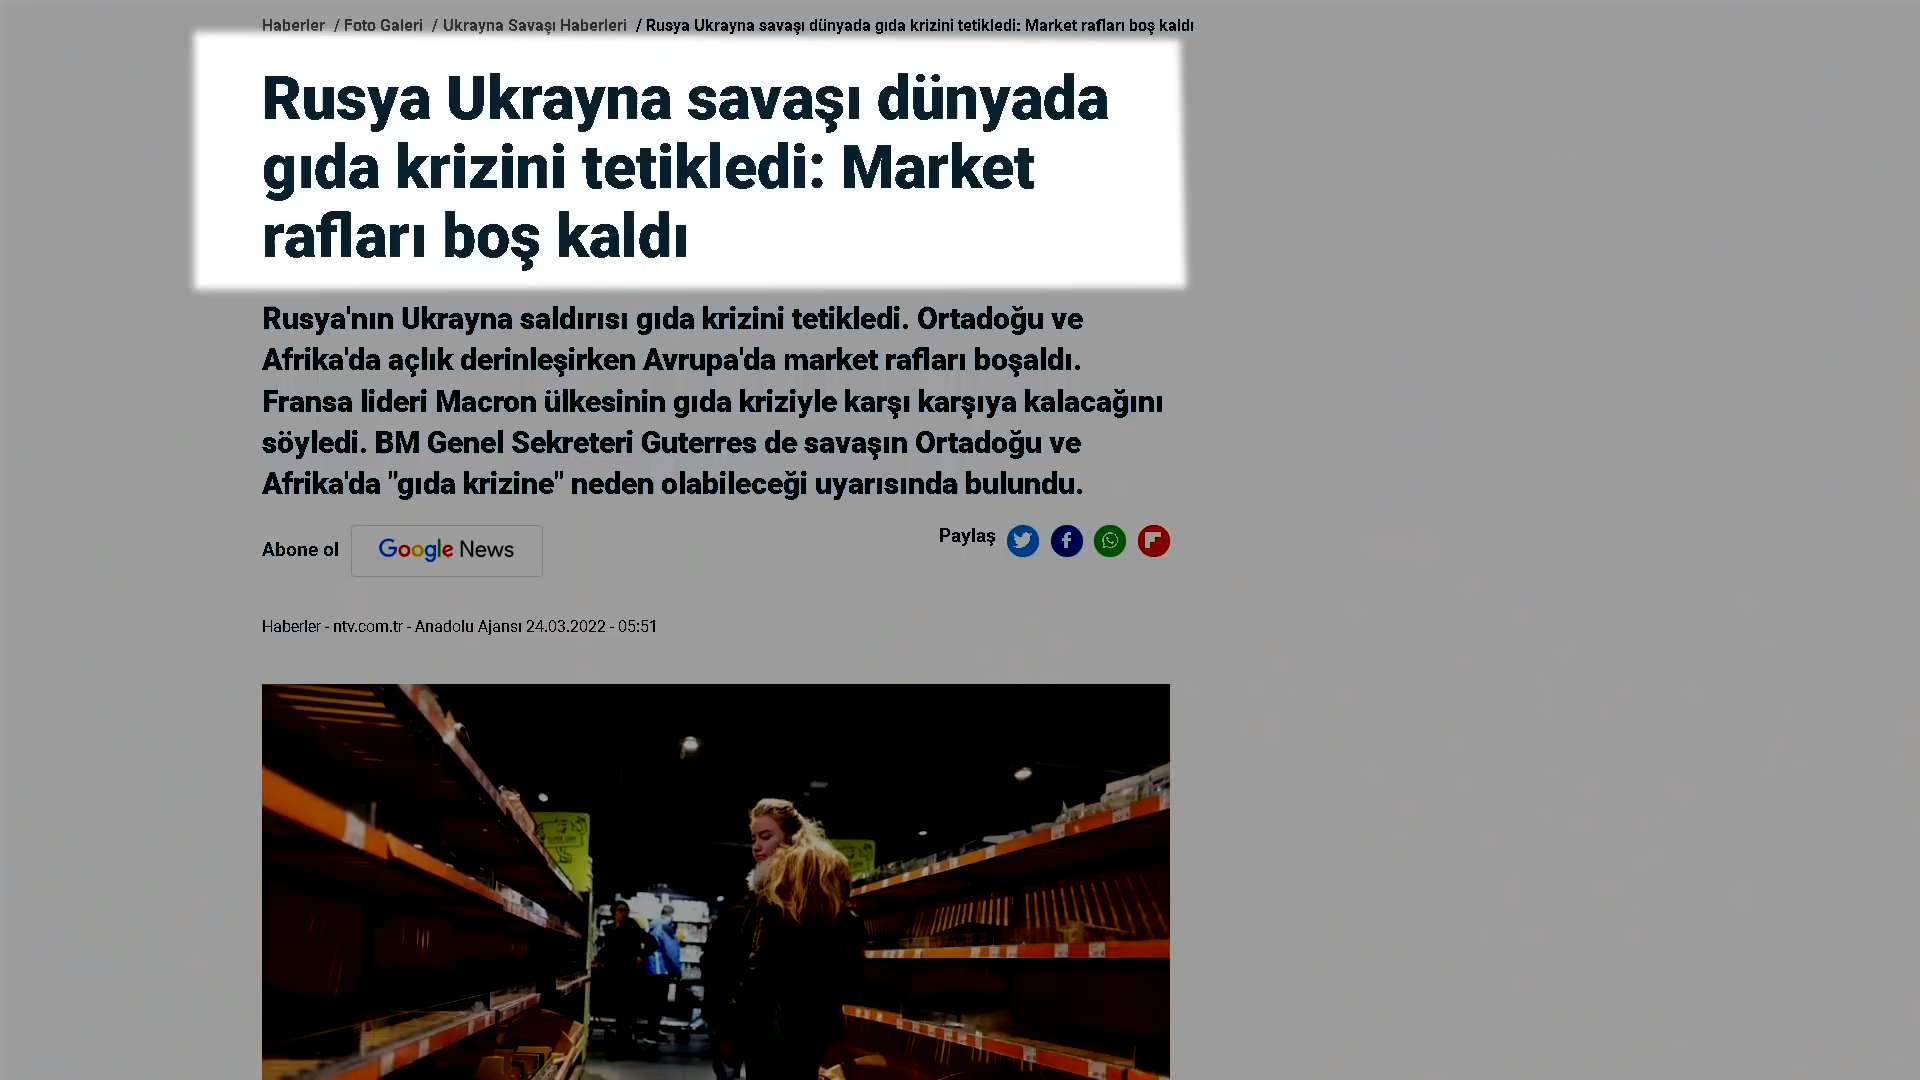 Haberler / Foto Galeri / Ukrayna Savaşı Haberleri / Rusya Ukrayna savaşı dünyada gıda krizini tetikledi: Market rafları boş kaldı
Rusya Ukrayna savaşı dünyada
gıda krizini tetikledi: Market
rafları boş kaldı
Rusya'nın Ukrayna saldırısı gıda krizini tetikledi. Ortadoğu ve
Afrika'da açlık derinleşirken Avrupa'da market rafları boşaldı.
Fransa lideri Macron ülkesinin gıda kriziyle karşı karşıya kalacağını
söyledi. BM Genel Sekreteri Guterres de savaşın Ortadoğu ve
Afrika'da "gıda krizine" neden olabileceği uyarısında bulundu.
Abone ol Google News
Paylaş
Haberler - ntv.com.tr - Anadolu Ajansı 24.03.2022 - 05:51